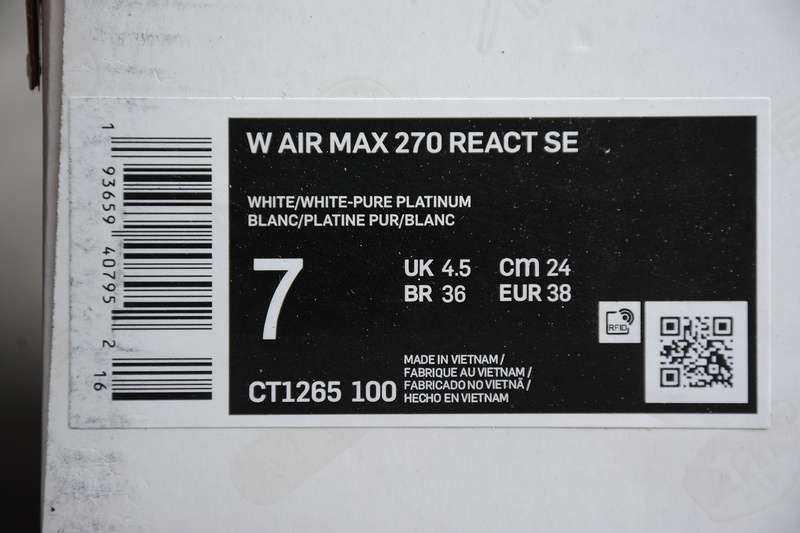 W AIR MAX 270 REACT SE
WHITE/WHITE-PURE PLATINUM
BLANC/PLATINE PUR/BLANC
7
UK 4.5 cm 24
BR 36 EUR 38
RFID
CT1265 100
MADE IN VIETNAM /
FABRIQUE AU VIETNAM /
FABRICADO NO VIETNÃ /
HECHO EN VIETNAM
1 93659 40795 2 16